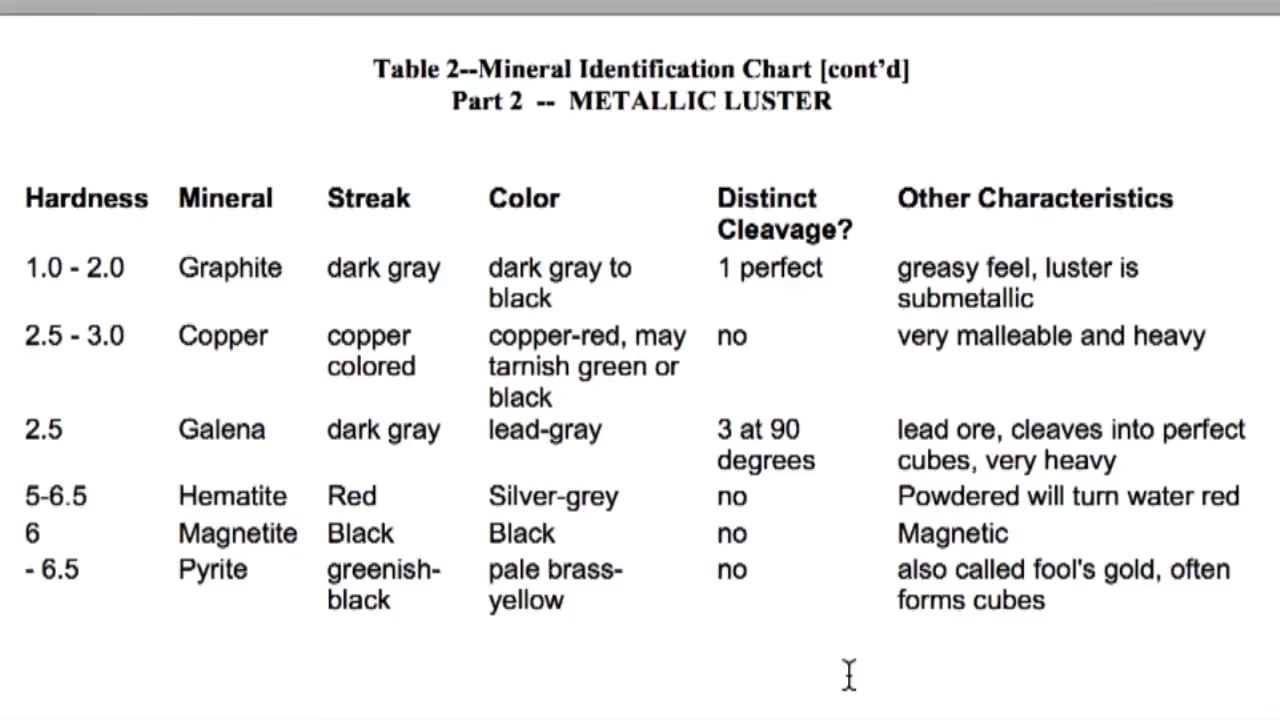 Table 2--Mineral Identification Chart [cont'd]
Part 2 -- METALLIC LUSTER
Hardness Mineral Streak Color Distinct Cleavage? Other Characteristics
1.0 - 2.0 Graphite dark gray dark gray to black 1 perfect greasy feel, luster is submetallic
2.5 - 3.0 Copper copper colored copper-red, may tarnish green or black no very malleable and heavy
2.5 Galena dark gray lead-gray 3 at 90 degrees lead ore, cleaves into perfect cubes, very heavy
5-6.5 Hematite Red Silver-grey no Powdered will turn water red
6 Magnetite Black Black no Magnetic
- 6.5 Pyrite greenish-black pale brass-yellow no also called fool's gold, often forms cubes